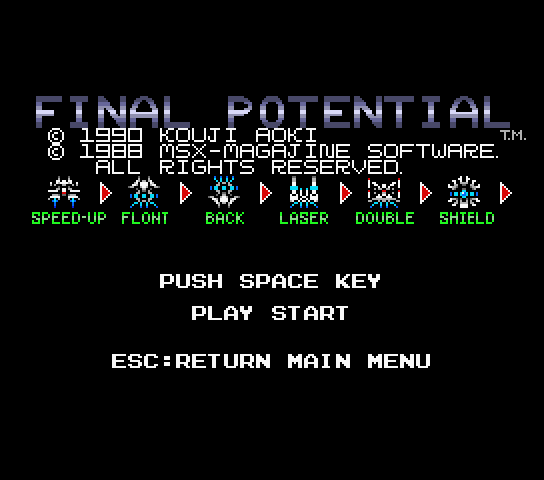 FINAL POTENTIAL
T.M.
© 1990 KOUJI AOKI
© 1988 MSX-MAGAJINE SOFTWARE.
ALL RIGHTS RESERVED.
SPEED-UP FLONT BACK LASER DOUBLE SHIELD
PUSH SPACE KEY
PLAY START
ESC:RETURN MAIN MENU